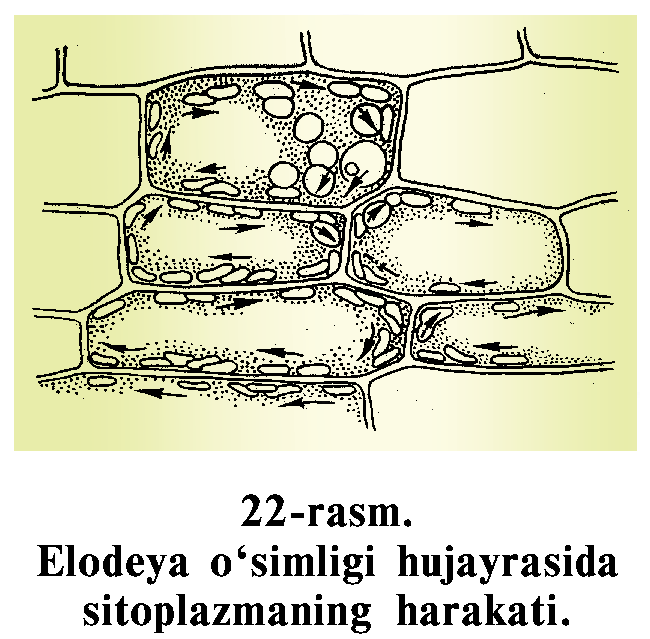 22-rasm.
Elodeya o‘simligi hujayrasida
sitoplazmaning harakati.